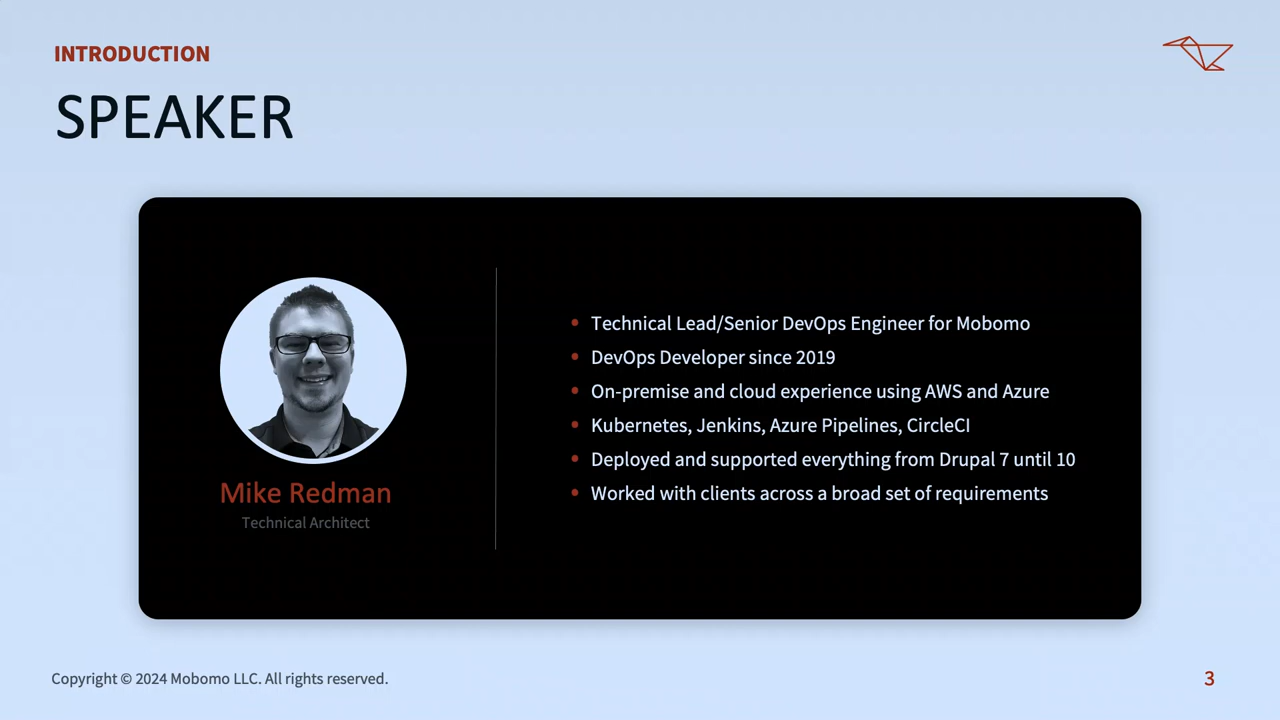 INTRODUCTION
SPEAKER
Mike Redman
Technical Architect
Technical Lead/Senior DevOps Engineer for Mobomo
DevOps Developer since 2019
On-premise and cloud experience using AWS and Azure
Kubernetes, Jenkins, Azure Pipelines, CircleCI
Deployed and supported everything from Drupal 7 until 10
Worked with clients across a broad set of requirements
Copyright © 2024 Mobomo LLC. All rights reserved.
3